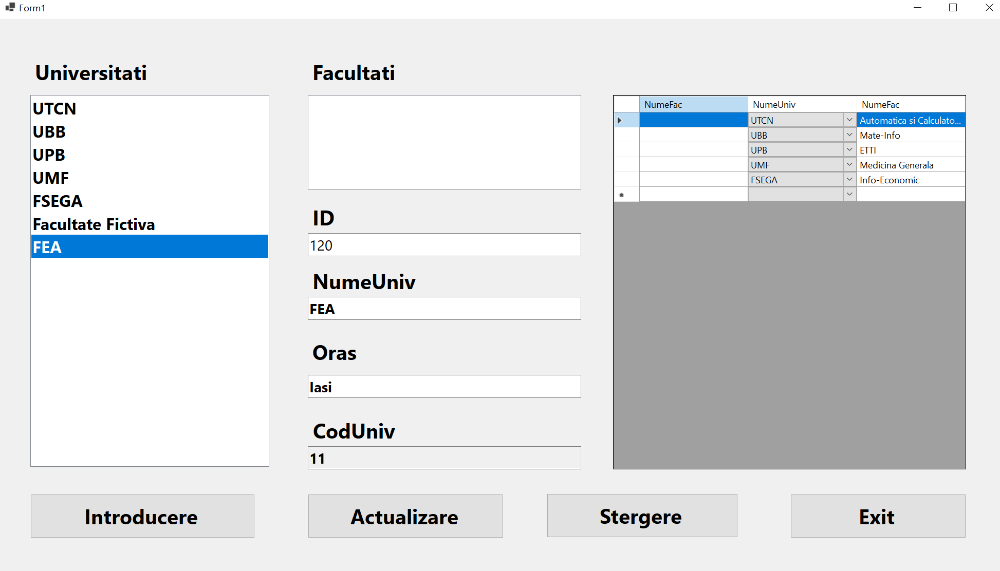 Form1
Universitati
UTCN
UBB
UPB
UMF
FSEGA
Facultate Fictiva
FEA
Facultati
ID
120
NumeUniv
FEA
Oras
Iasi
CodUniv
11
NumeFac NumeUniv NumeFac
UTCN Automatica si Calculato...
UBB Mate-Info
UPB ETTI
UMF Medicina Generala
FSEGA Info-Economic
Introducere
Actualizare
Stergere
Exit